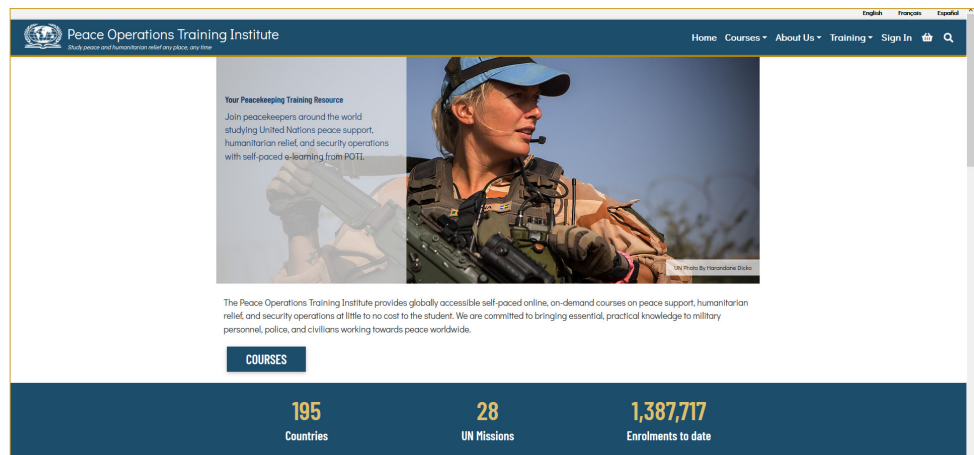 English Français Español
Peace Operations Training Institute
Study peace and humanitarian relief any place, any time
Home Courses About Us Training Sign In
Your Peacekeeping Training Resource
Join peacekeepers around the world
studying United Nations peace support,
humanitarian relief, and security operations
with self-paced e-learning from POTI.
UN Photo By Harandane Dicko
The Peace Operations Training Institute provides globally accessible self-paced online, on-demand courses on peace support, humanitarian
relief, and security operations at little to no cost to the student. We are committed to bringing essential, practical knowledge to military
personnel, police, and civilians working towards peace worldwide.
COURSES
195 28 1,387,717
Countries UN Missions Enrolments to date